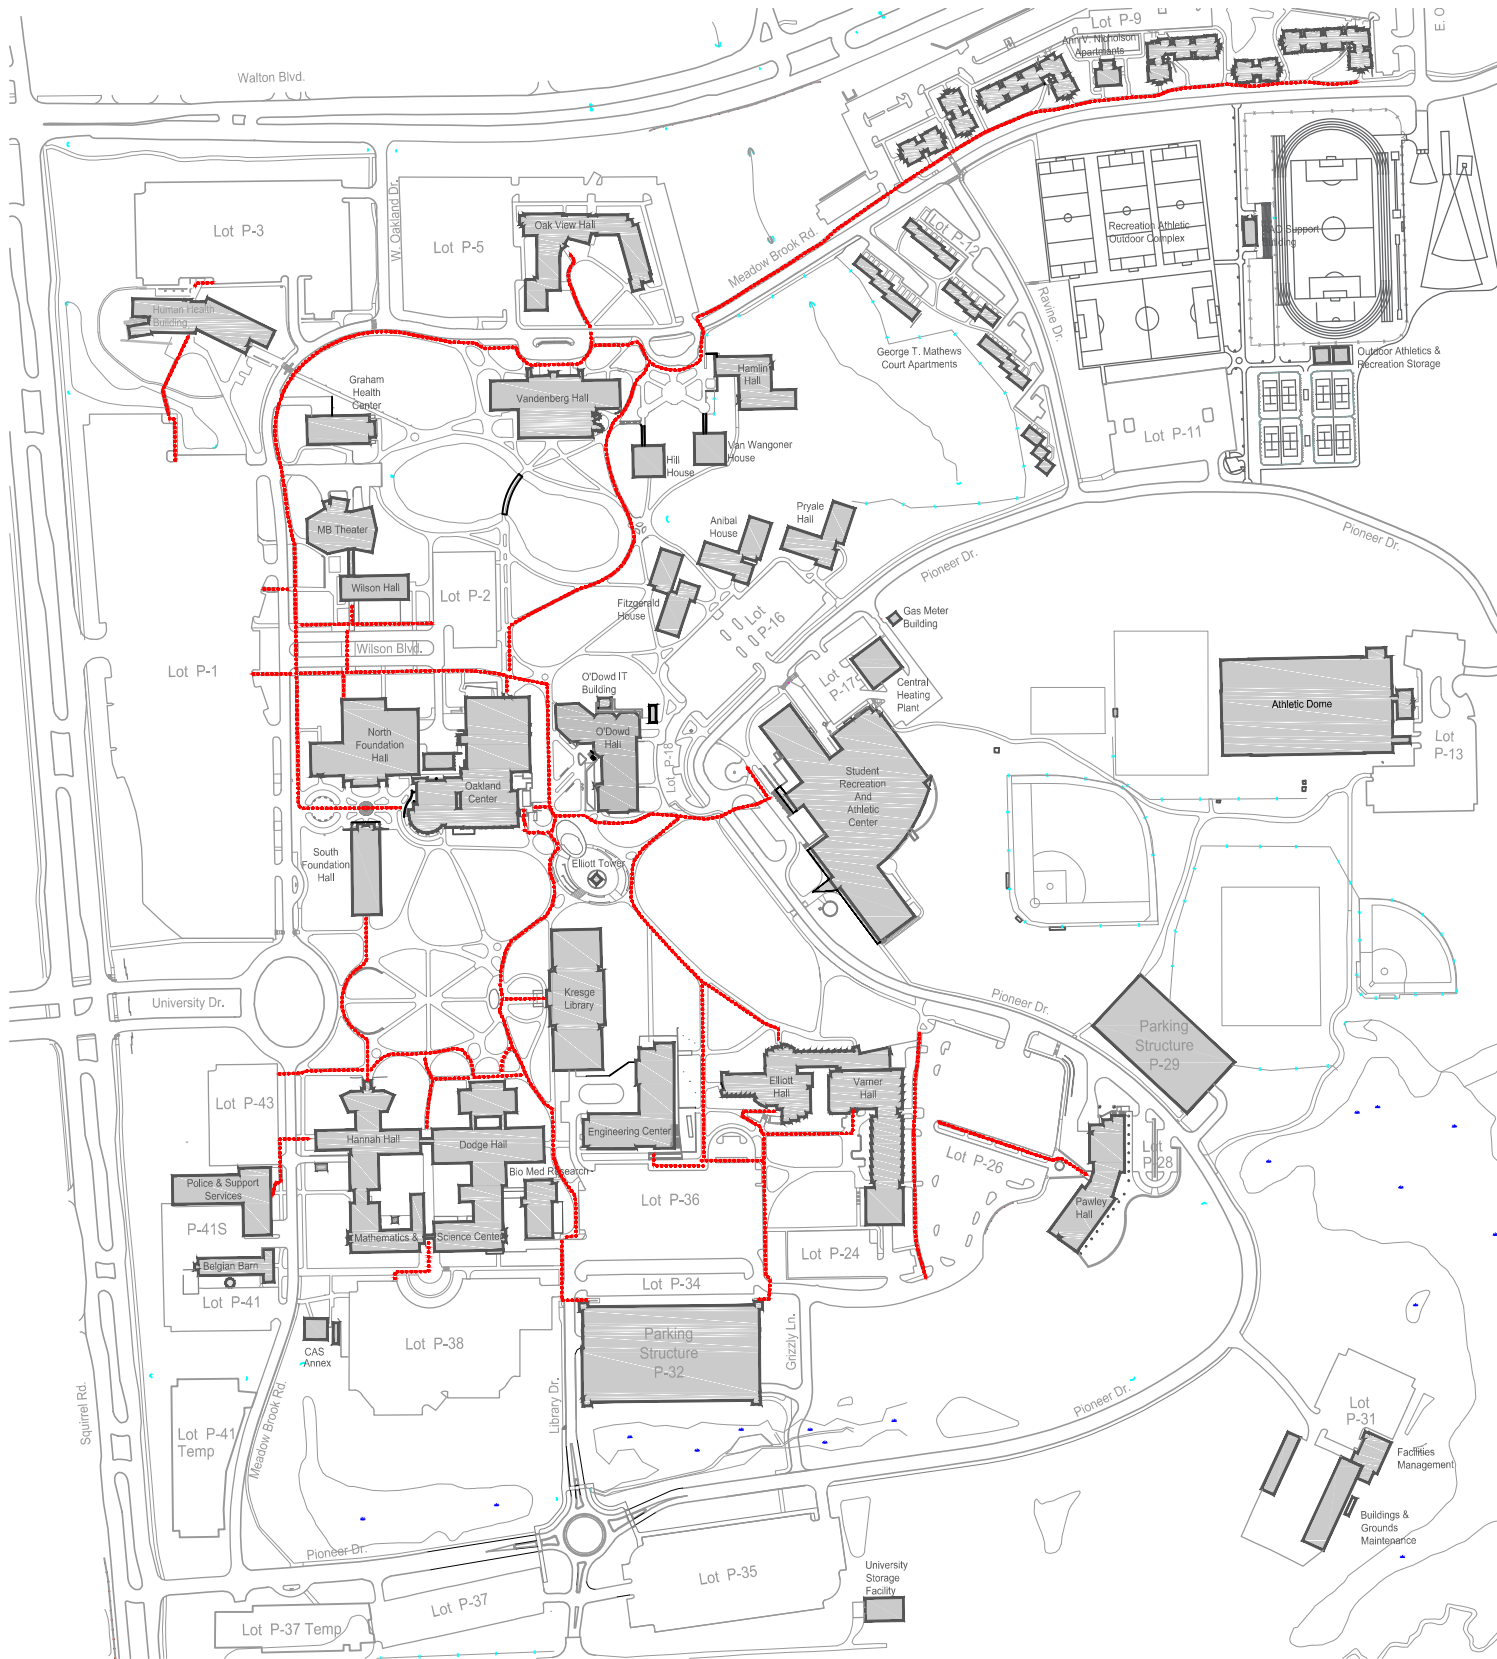 Lot P-9
E. O
Ann V. Nicholson
Apartments
Walton Blvd.
W. Oakland Dr.
Lot P-3
Lot P-5
Oak View Hall
Lot P-12
Meadow Brook Rd.
Recreation Athletic
Outdoor Complex
Support
Building
Human Health
Building
Ravine Dr.
George T. Mathews
Court Apartments
Outdoor Athletics &
Recreation Storage
Graham
Health
Center
Vandenberg Hall
Hamlin
Hall
Hill
House
Van Wangoner
House
Lot P-11
MB Theater
Anibal
House
Pryale
Hall
Pioneer Dr.
Pioneer Dr.
Wilson Hall
Lot P-2
Fitzgerald
House
Lot
P-16
Gas Meter
Building
Wilson Blvd.
Lot P-1
O'Dowd IT
Building
Lot
P-17
Central
Heating
Plant
Athletic Dome
North
Foundation
Hall
O'Dowd
Hall
Lot P-18
Lot
P-13
Oakland
Center
Student
Recreation
And
Athletic
Center
South
Foundation
Hall
Elliott Tower
University Dr.
Kresge
Library
Pioneer Dr.
Parking
Structure
P-29
Lot P-43
Elliott
Hall
Varner
Hall
Hannah Hall
Dodge Hall
Engineering Center
Lot P-26
Lot
P-28
Bio Med Research
Police & Support
Services
Lot P-36
Pawley
Hall
P-41S
Mathematics &
Science Center
Belgian Barn
Lot P-24
Lot P-41
Lot P-34
CAS
Annex
Lot P-38
Parking
Structure
P-32
Grizzly Ln.
Squirrel Rd.
Meadow Brook Rd.
Library Dr.
Pioneer Dr.
Lot
P-31
Lot P-41
Temp
Facilities
Management
Buildings &
Grounds
Maintenance
Pioneer Dr.
Lot P-35
University
Storage
Facility
Lot P-37
Lot P-37 Temp